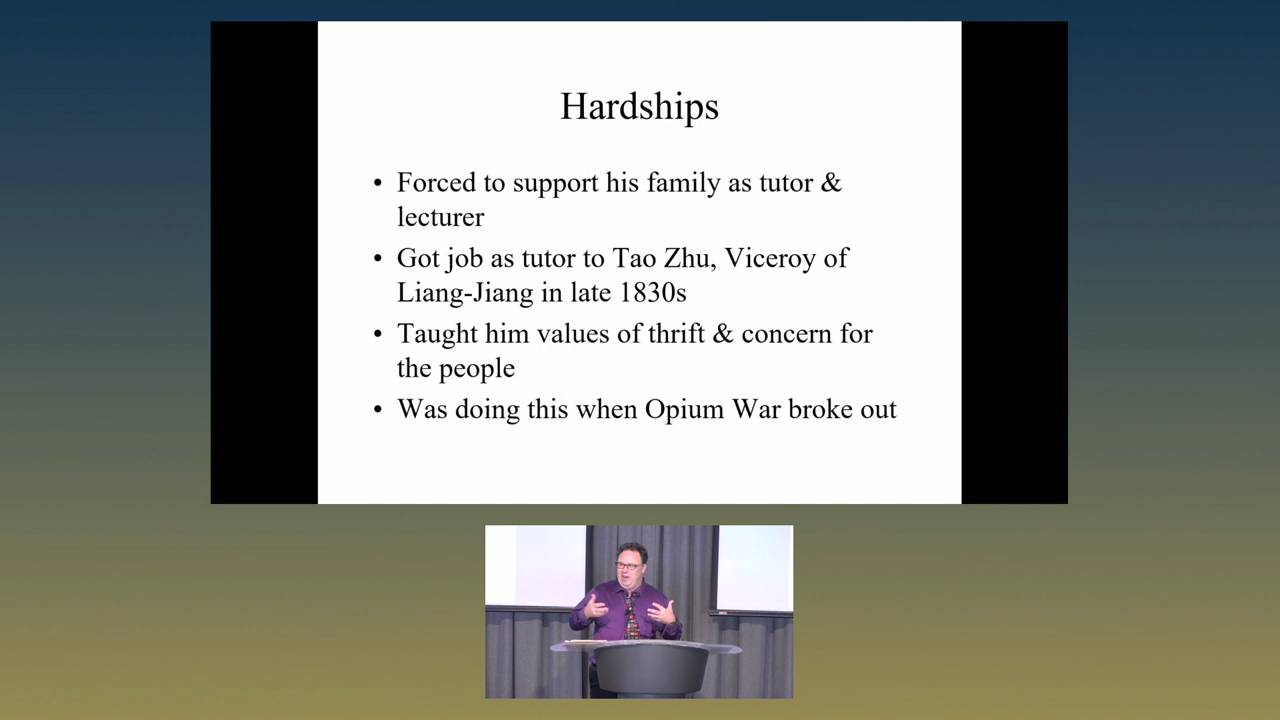 Hardships
• Forced to support his family as tutor &
lecturer
• Got job as tutor to Tao Zhu, Viceroy of
Liang-Jiang in late 1830s
• Taught him values of thrift & concern for
the people
• Was doing this when Opium War broke out